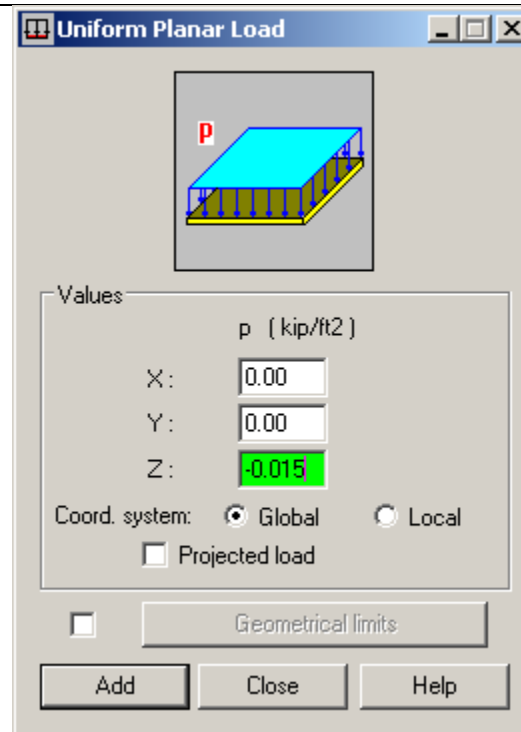 Uniform Planar Load
p
Values
p ( kip/ft2 )
X : 0.00
Y : 0.00
Z : -0.015
Coord. system: Global Local
Projected load
Geometrical limits
Add Close Help